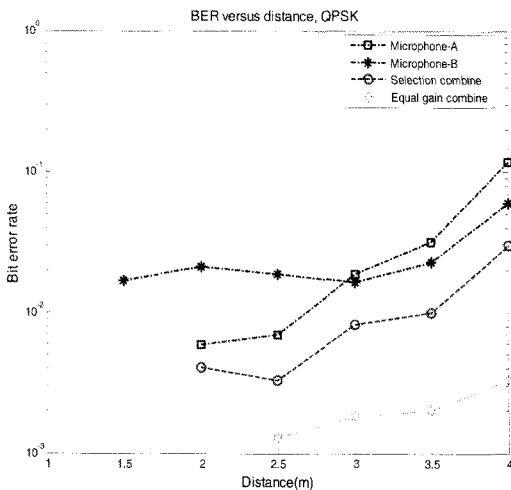 BER versus distance, QPSK
10⁰
Microphone-A
Microphone-B
Selection combine
Equal gain combine
10⁻¹
Bit error rate
10⁻²
10⁻³
1 1.5 2 2.5 3 3.5 4
Distance(m)